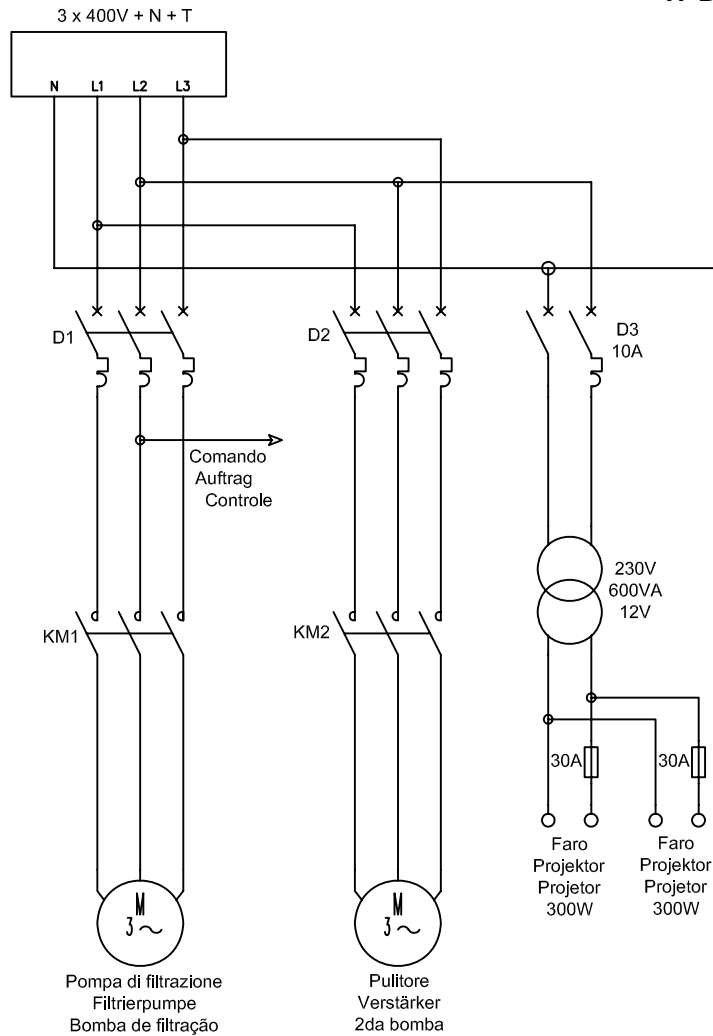 3 x 400V + N + T
N L1 L2 L3
D1
D2
D3
10A
Comando
Auftrag
Controle
230V
600VA
12V
KM1
KM2
30A
30A
M
3 ~
M
3 ~
Faro
Projektor
Projetor
300W
Faro
Projektor
Projetor
300W
Pompa di filtrazione
Filtrierpumpe
Bomba de filtração
Pulitore
Verstärker
2da bomba